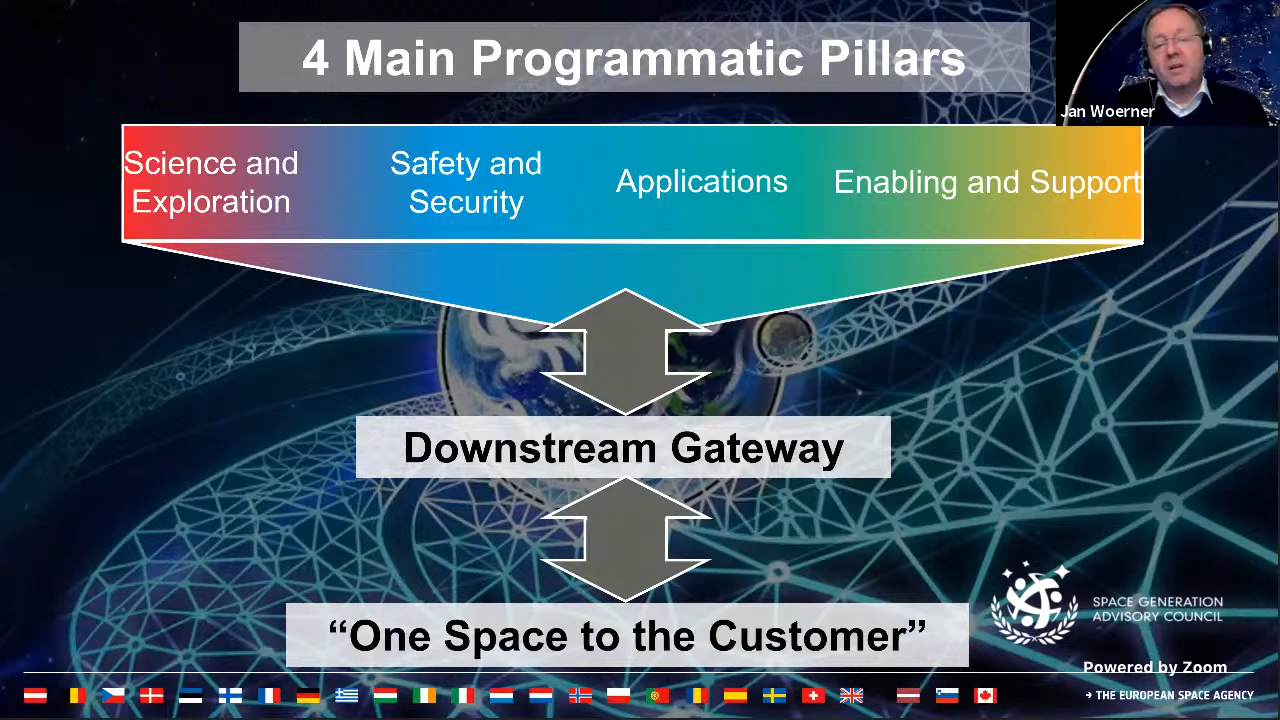 4 Main Programmatic Pillars
Jan Woerner
Science and
Exploration
Safety and
Security
Applications
Enabling and Support
Downstream Gateway
“One Space to the Customer”
SPACE GENERATION
ADVISORY COUNCIL
Powered by Zoom
→ THE EUROPEAN SPACE AGENCY